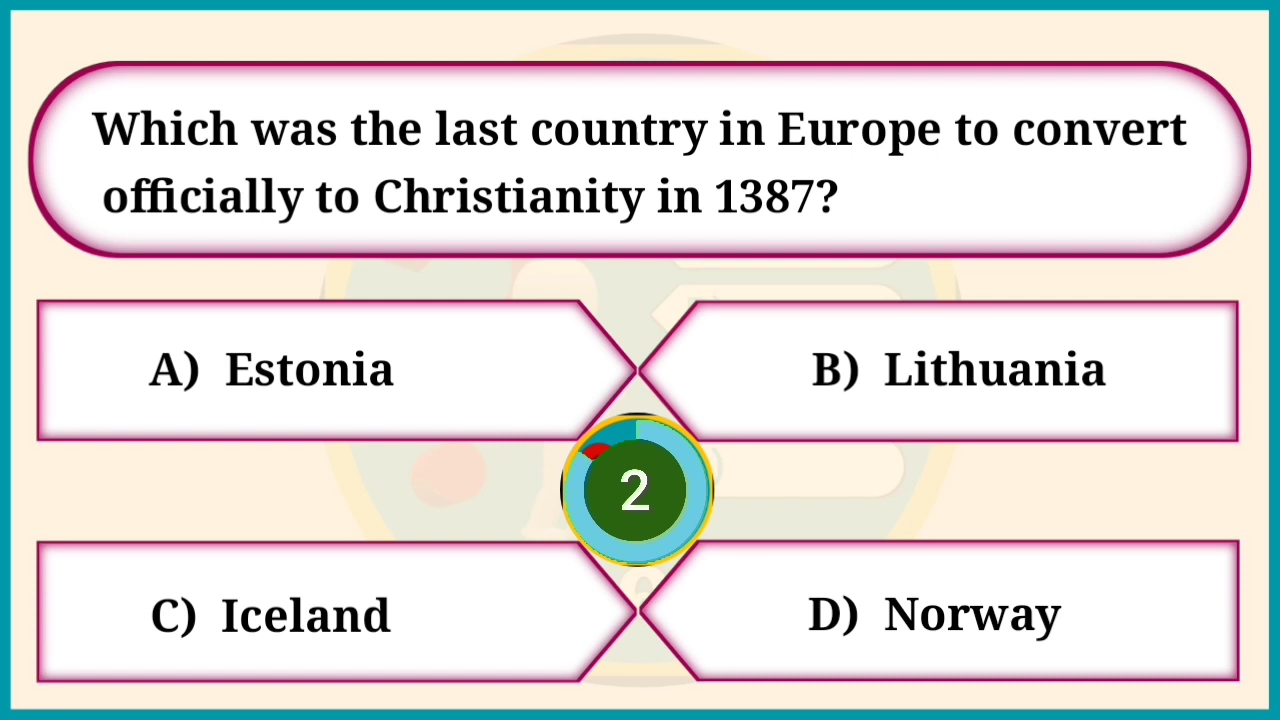 Which was the last country in Europe to convert
officially to Christianity in 1387?
A) Estonia
B) Lithuania
2
C) Iceland
D) Norway